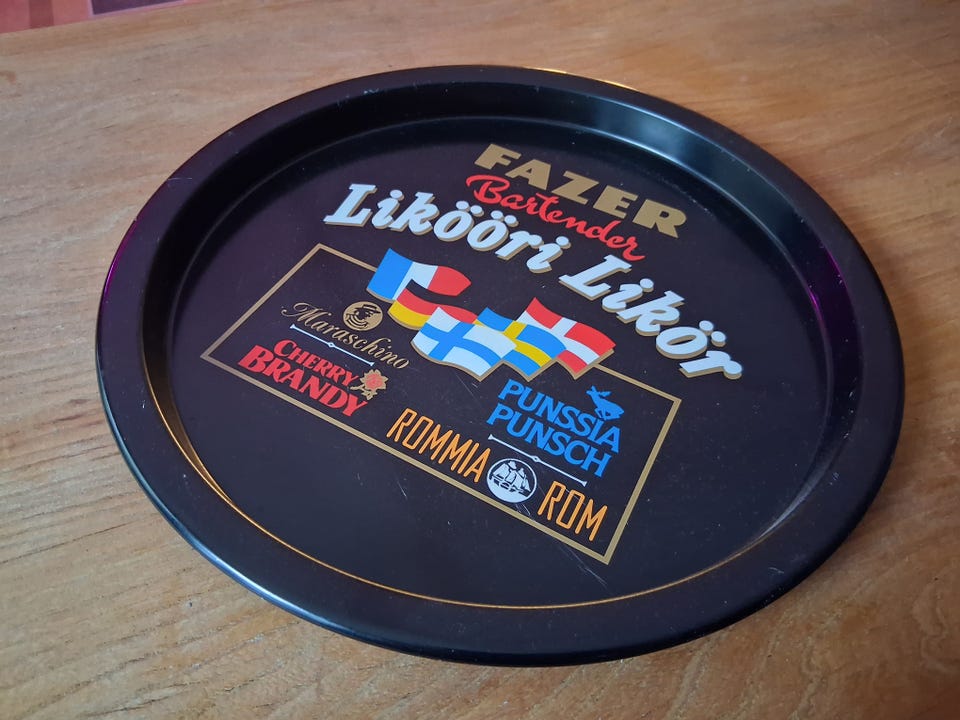 FAZER
Bartender
Likööri Likör
Maraschino
CHERRY
BRANDY
PUNSSIA
PUNSCH
ROMMIA ROM